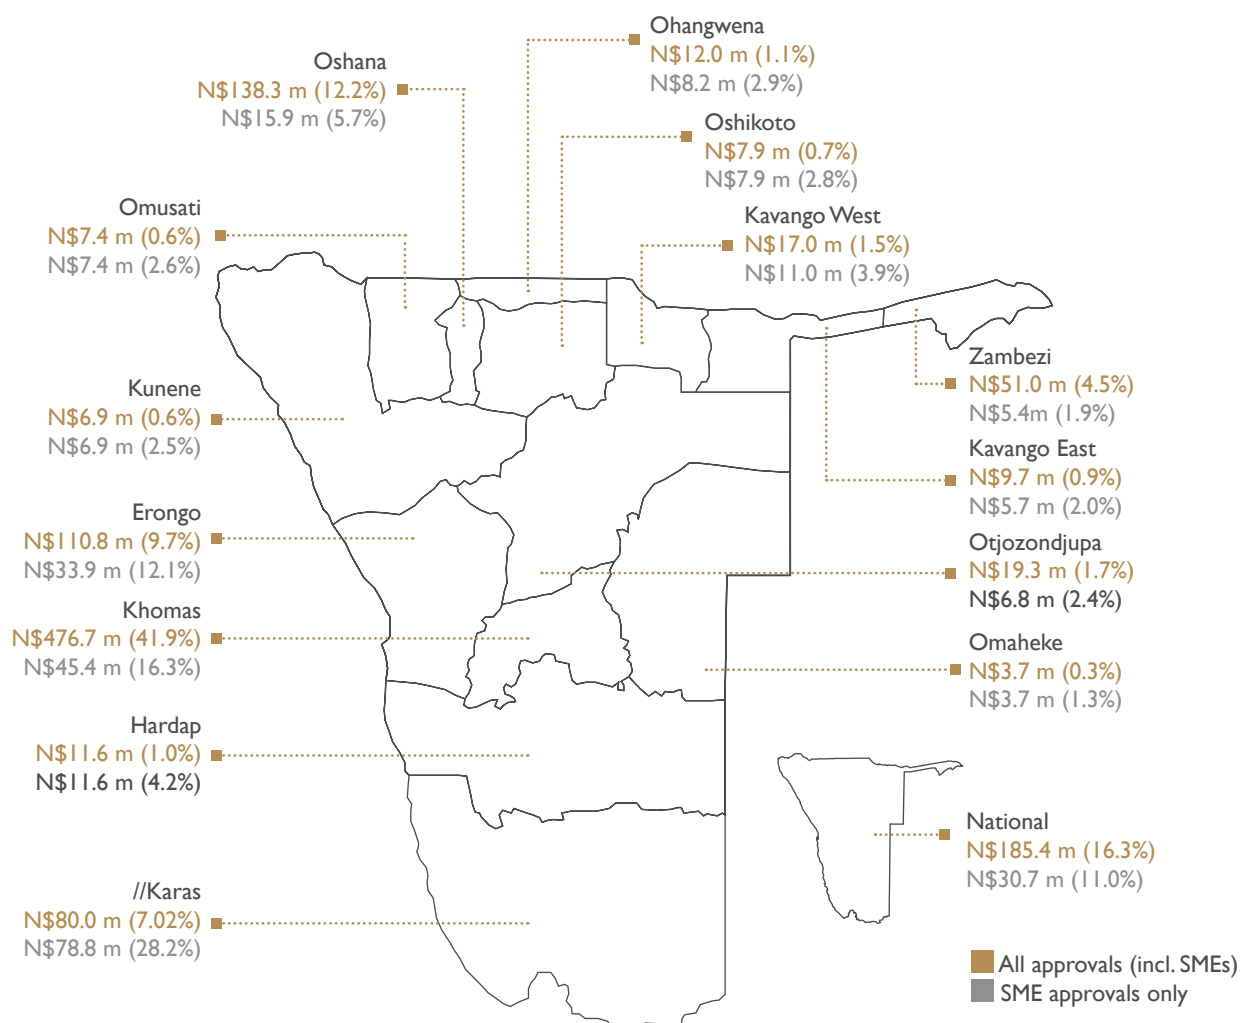 Ohangwena
N$12.0 m (1.1%)
N$8.2 m (2.9%)
Oshana
N$138.3 m (12.2%)
N$15.9 m (5.7%)
Oshikoto
N$7.9 m (0.7%)
N$7.9 m (2.8%)
Omusati
N$7.4 m (0.6%)
N$7.4 m (2.6%)
Kavango West
N$17.0 m (1.5%)
N$11.0 m (3.9%)
Zambezi
N$51.0 m (4.5%)
N$5.4m (1.9%)
Kunene
N$6.9 m (0.6%)
N$6.9 m (2.5%)
Kavango East
N$9.7 m (0.9%)
N$5.7 m (2.0%)
Erongo
N$110.8 m (9.7%)
N$33.9 m (12.1%)
Otjozondjupa
N$19.3 m (1.7%)
N$6.8 m (2.4%)
Khomas
N$476.7 m (41.9%)
N$45.4 m (16.3%)
Omaheke
N$3.7 m (0.3%)
N$3.7 m (1.3%)
Hardap
N$11.6 m (1.0%)
N$11.6 m (4.2%)
National
N$185.4 m (16.3%)
N$30.7 m (11.0%)
//Karas
N$80.0 m (7.02%)
N$78.8 m (28.2%)
All approvals (incl. SMEs)
SME approvals only